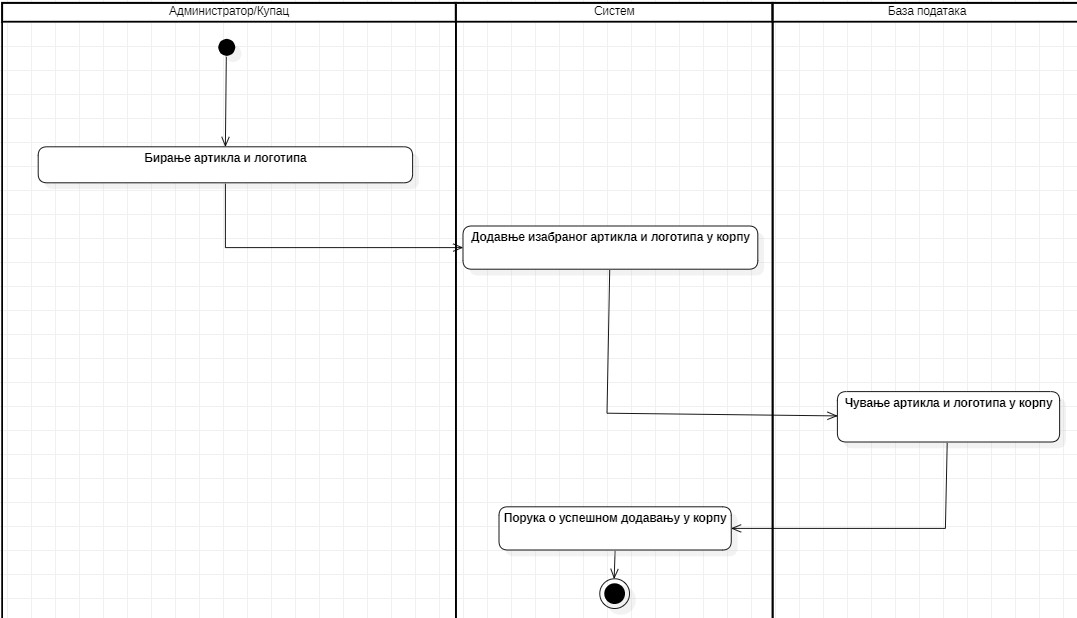 Администратор/Купац
Систем
База података
Бирање артикла и логотипа
Додавње изабраног артикла и логотипа у корпу
Чување артикла и логотипа у корпу
Порука о успешном додавању у корпу